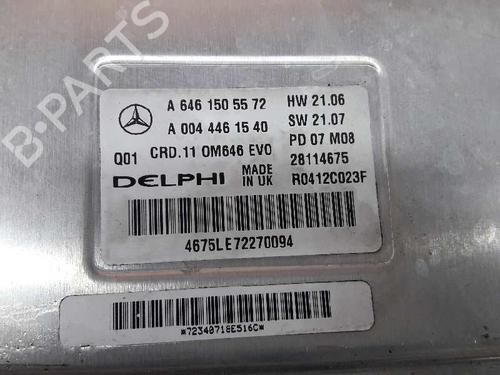 A 646 150 55 72 HW 21.06
A 004 446 15 40 SW 21.07
Q01 CRD.11 OM646 EVO PD 07 M08
DELPHI MADE IN UK 28114675
R0412C023F
4675LE72270094
*72340718E516C*
B PARTS